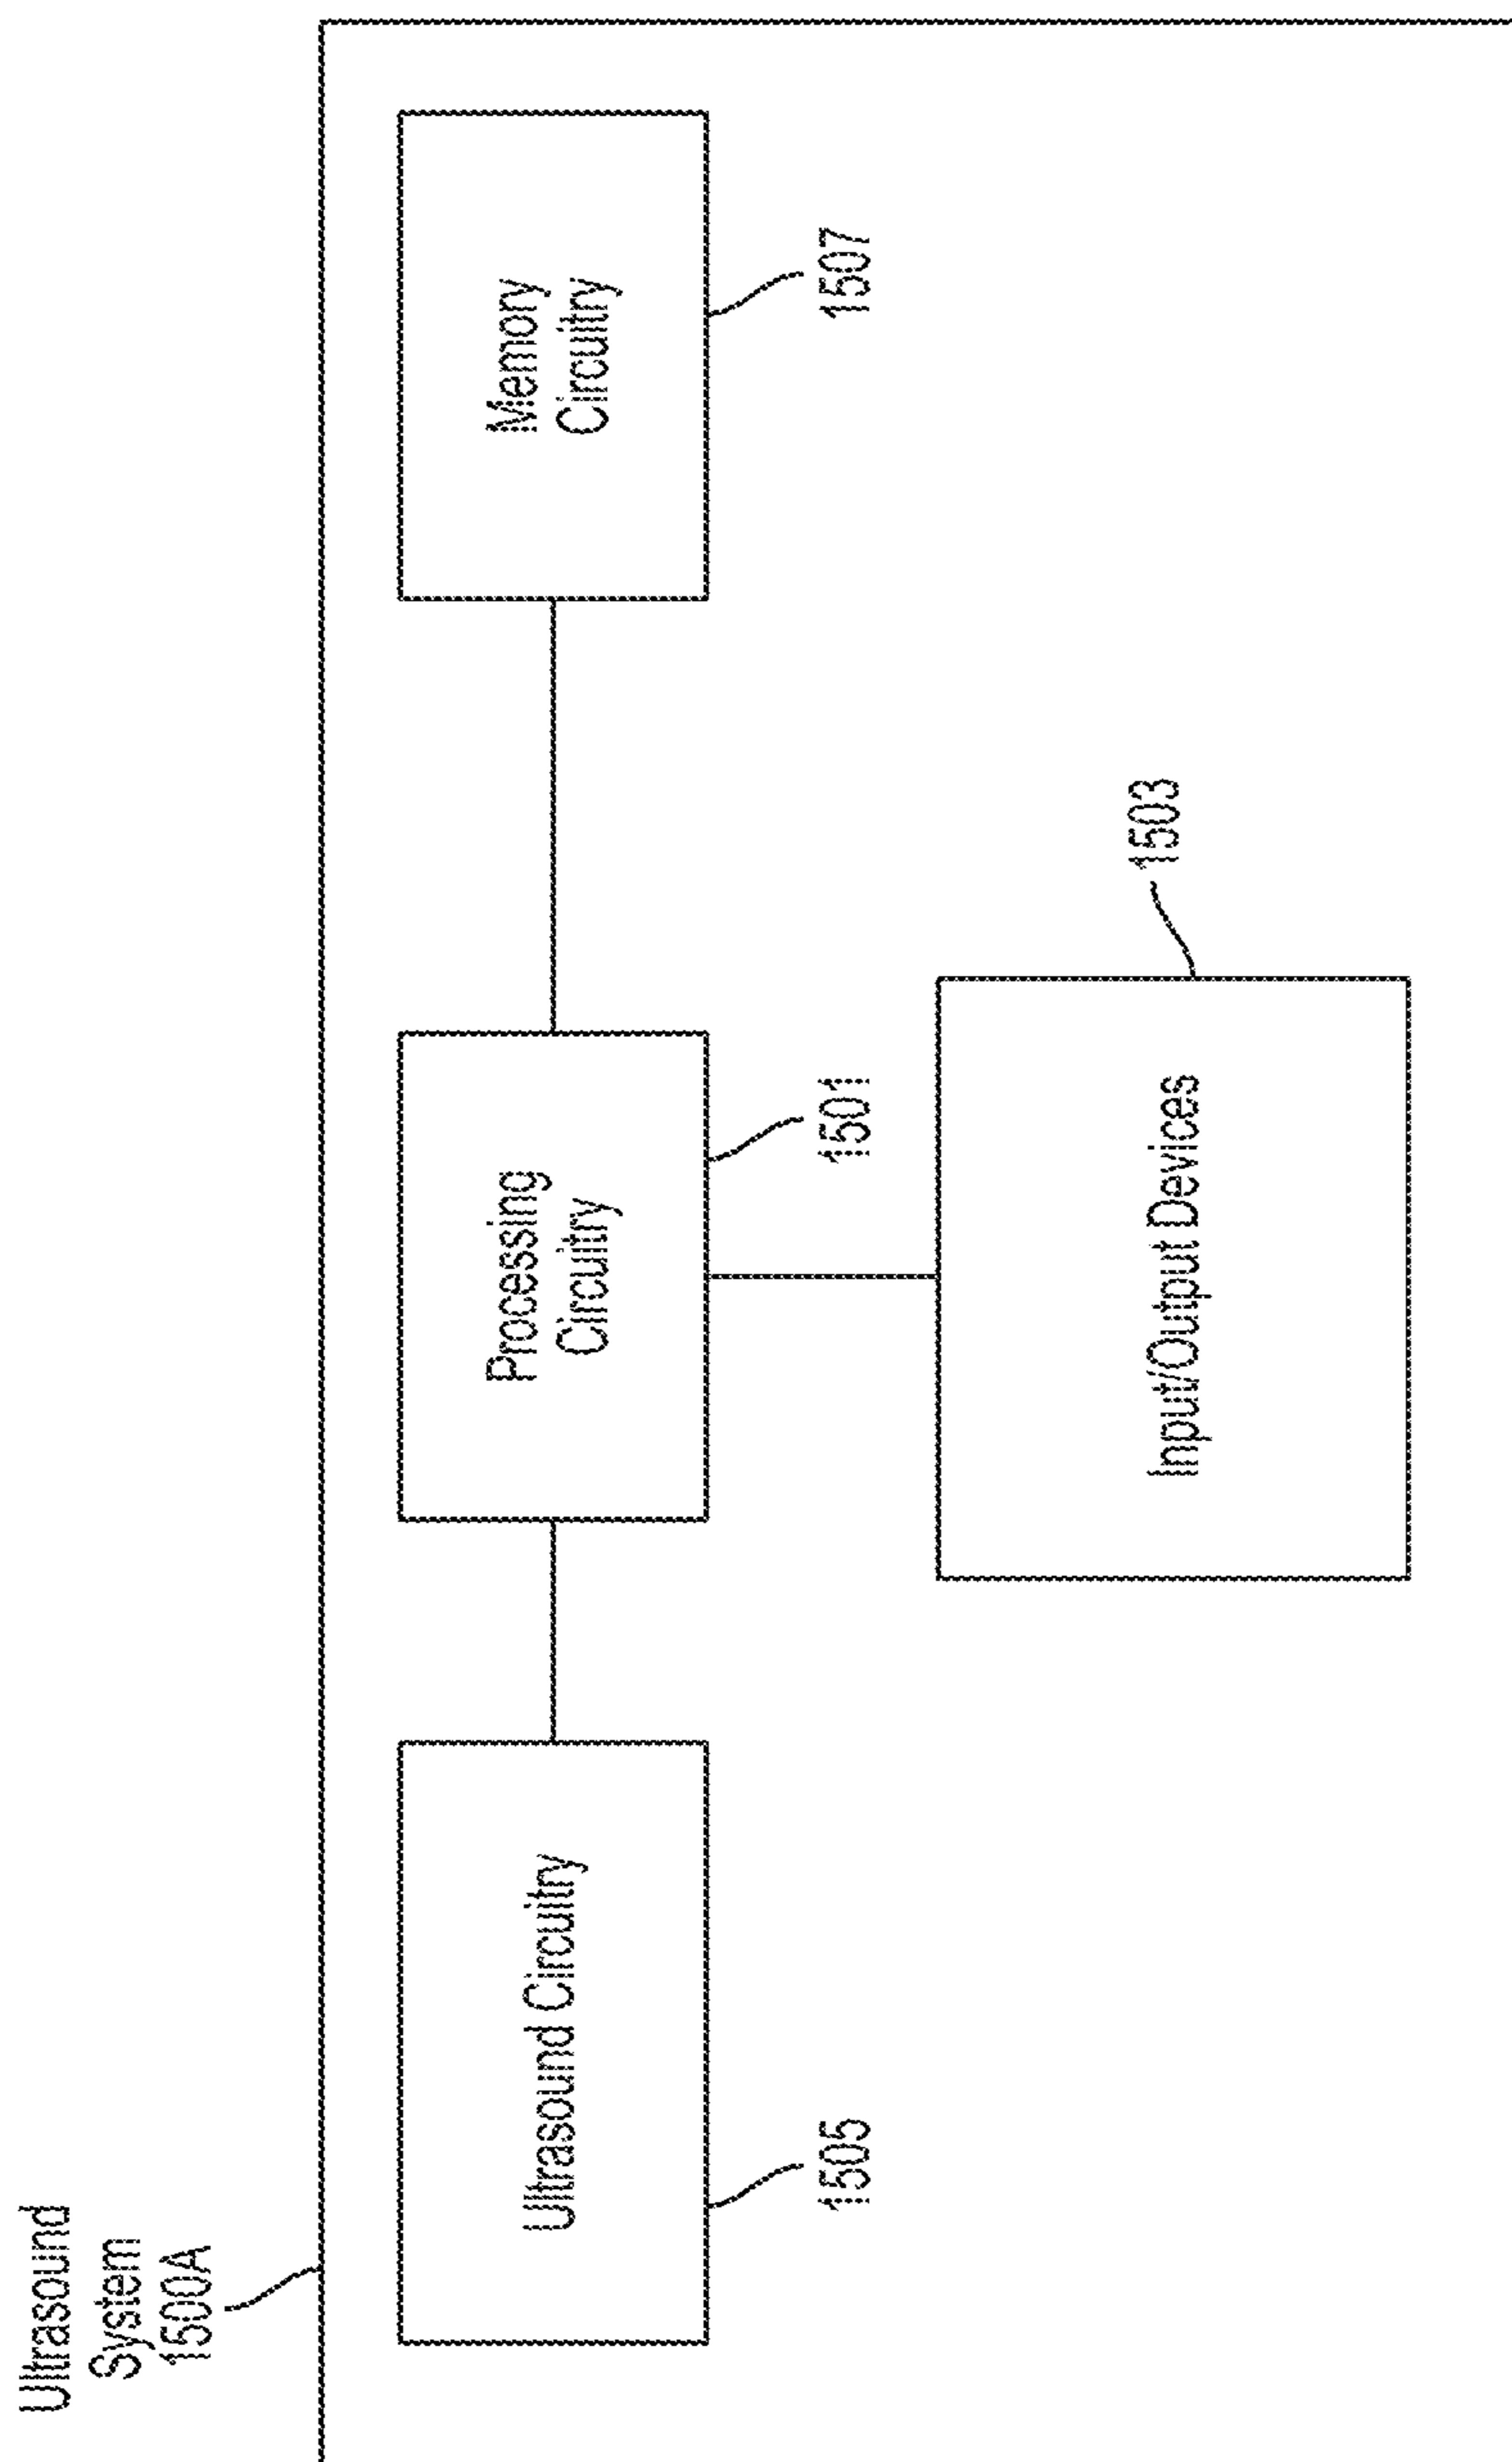 Ultrasound
System
1500A
Ultrasound Circuitry
1505
Processing
Circuitry
1501
Memory
Circuitry
1507
Input/Output Devices
1503